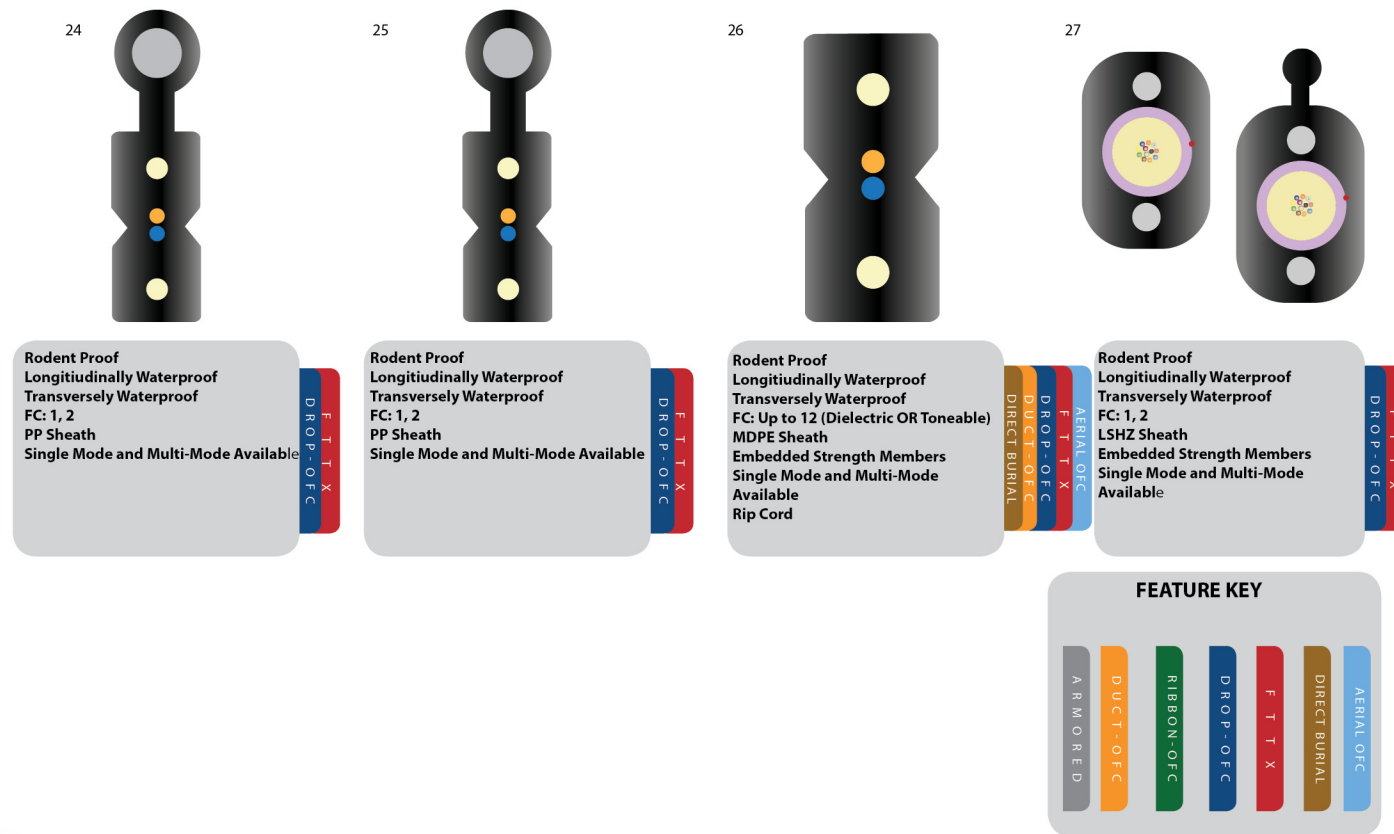 24
25
26
27
Rodent Proof
Longitiudinally Waterproof
Transversely Waterproof
FC: 1, 2
PP Sheath
Single Mode and Multi-Mode Available
DROP-OFC
FTTX
Rodent Proof
Longitiudinally Waterproof
Transversely Waterproof
FC: 1, 2
PP Sheath
Single Mode and Multi-Mode Available
DROP-OFC
FTTX
Rodent Proof
Longitiudinally Waterproof
Transversely Waterproof
FC: Up to 12 (Dielectric OR Toneable)
MDPE Sheath
Embedded Strength Members
Single Mode and Multi-Mode
Available
Rip Cord
DIRECT BURIAL
DUCT-OFC
DROP-OFC
FTTX
AERIAL OFC
Rodent Proof
Longitiudinally Waterproof
Transversely Waterproof
FC: 1, 2
LSHZ Sheath
Embedded Strength Members
Single Mode and Multi-Mode
Available
DROP-OFC
FTTX
FEATURE KEY
ARMORED
DUCT-OFC
RIBBON-OFC
DROP-OFC
FTTX
DIRECT BURIAL
AERIAL OFC